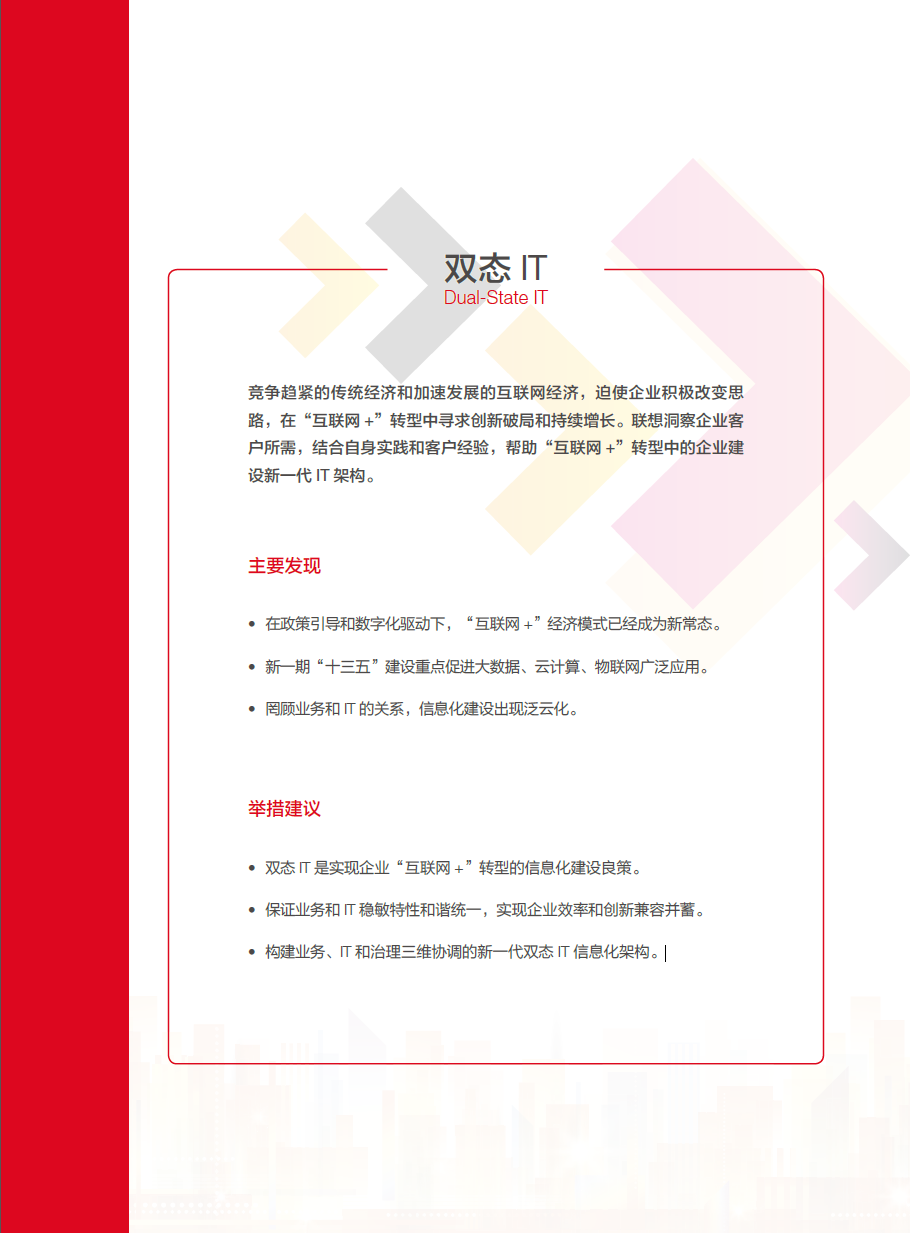 双态 IT
Dual-State IT
竞争趋紧的传统经济和加速发展的互联网经济，迫使企业积极改变思
路，在“互联网 +”转型中寻求创新破局和持续增长。联想洞察企业客
户所需，结合自身实践和客户经验，帮助“互联网 +”转型中的企业建
设新一代 IT 架构。
主要发现
• 在政策引导和数字化驱动下，“互联网 +”经济模式已经成为新常态。
• 新一期“十三五”建设重点促进大数据、云计算、物联网广泛应用。
• 罔顾业务和 IT 的关系，信息化建设出现泛云化。
举措建议
• 双态 IT 是实现企业“互联网 +”转型的信息化建设良策。
• 保证业务和 IT 稳敏特性和谐统一，实现企业效率和创新兼容并蓄。
• 构建业务、IT 和治理三维协调的新一代双态 IT 信息化架构。